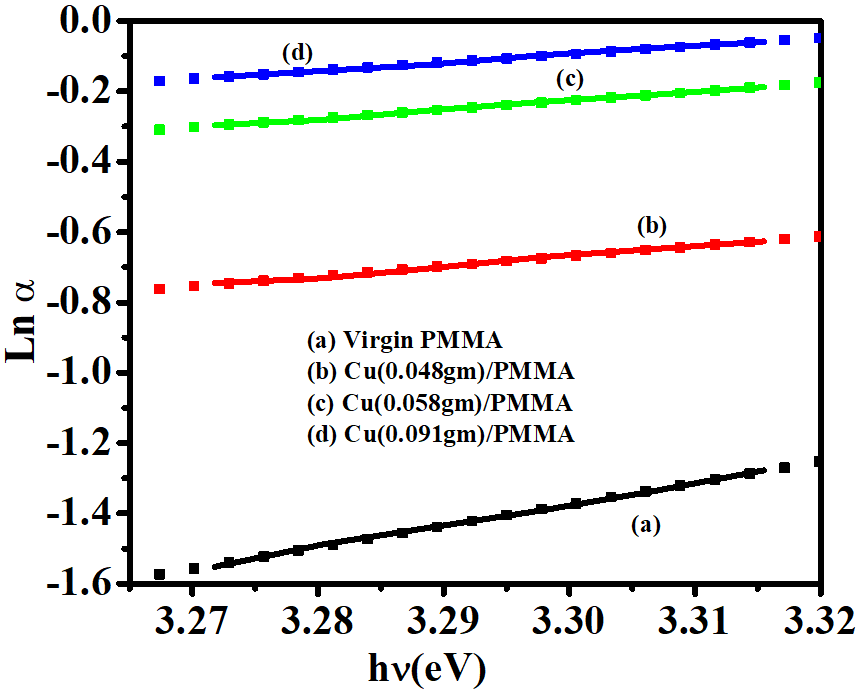 0.0
(d)
-0.2
(c)
-0.4
-0.6
(b)
-0.8
Ln α
(a) Virgin PMMA
(b) Cu(0.048gm)/PMMA
-1.0
(c) Cu(0.058gm)/PMMA
(d) Cu(0.091gm)/PMMA
-1.2
-1.4
(a)
-1.6
3.27 3.28 3.29 3.30 3.31 3.32
hν(eV)